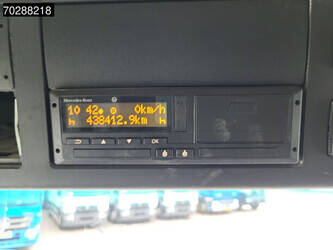 70288218
Mercedes-Benz
10 42 0km/h
h 438412.9km h
OK